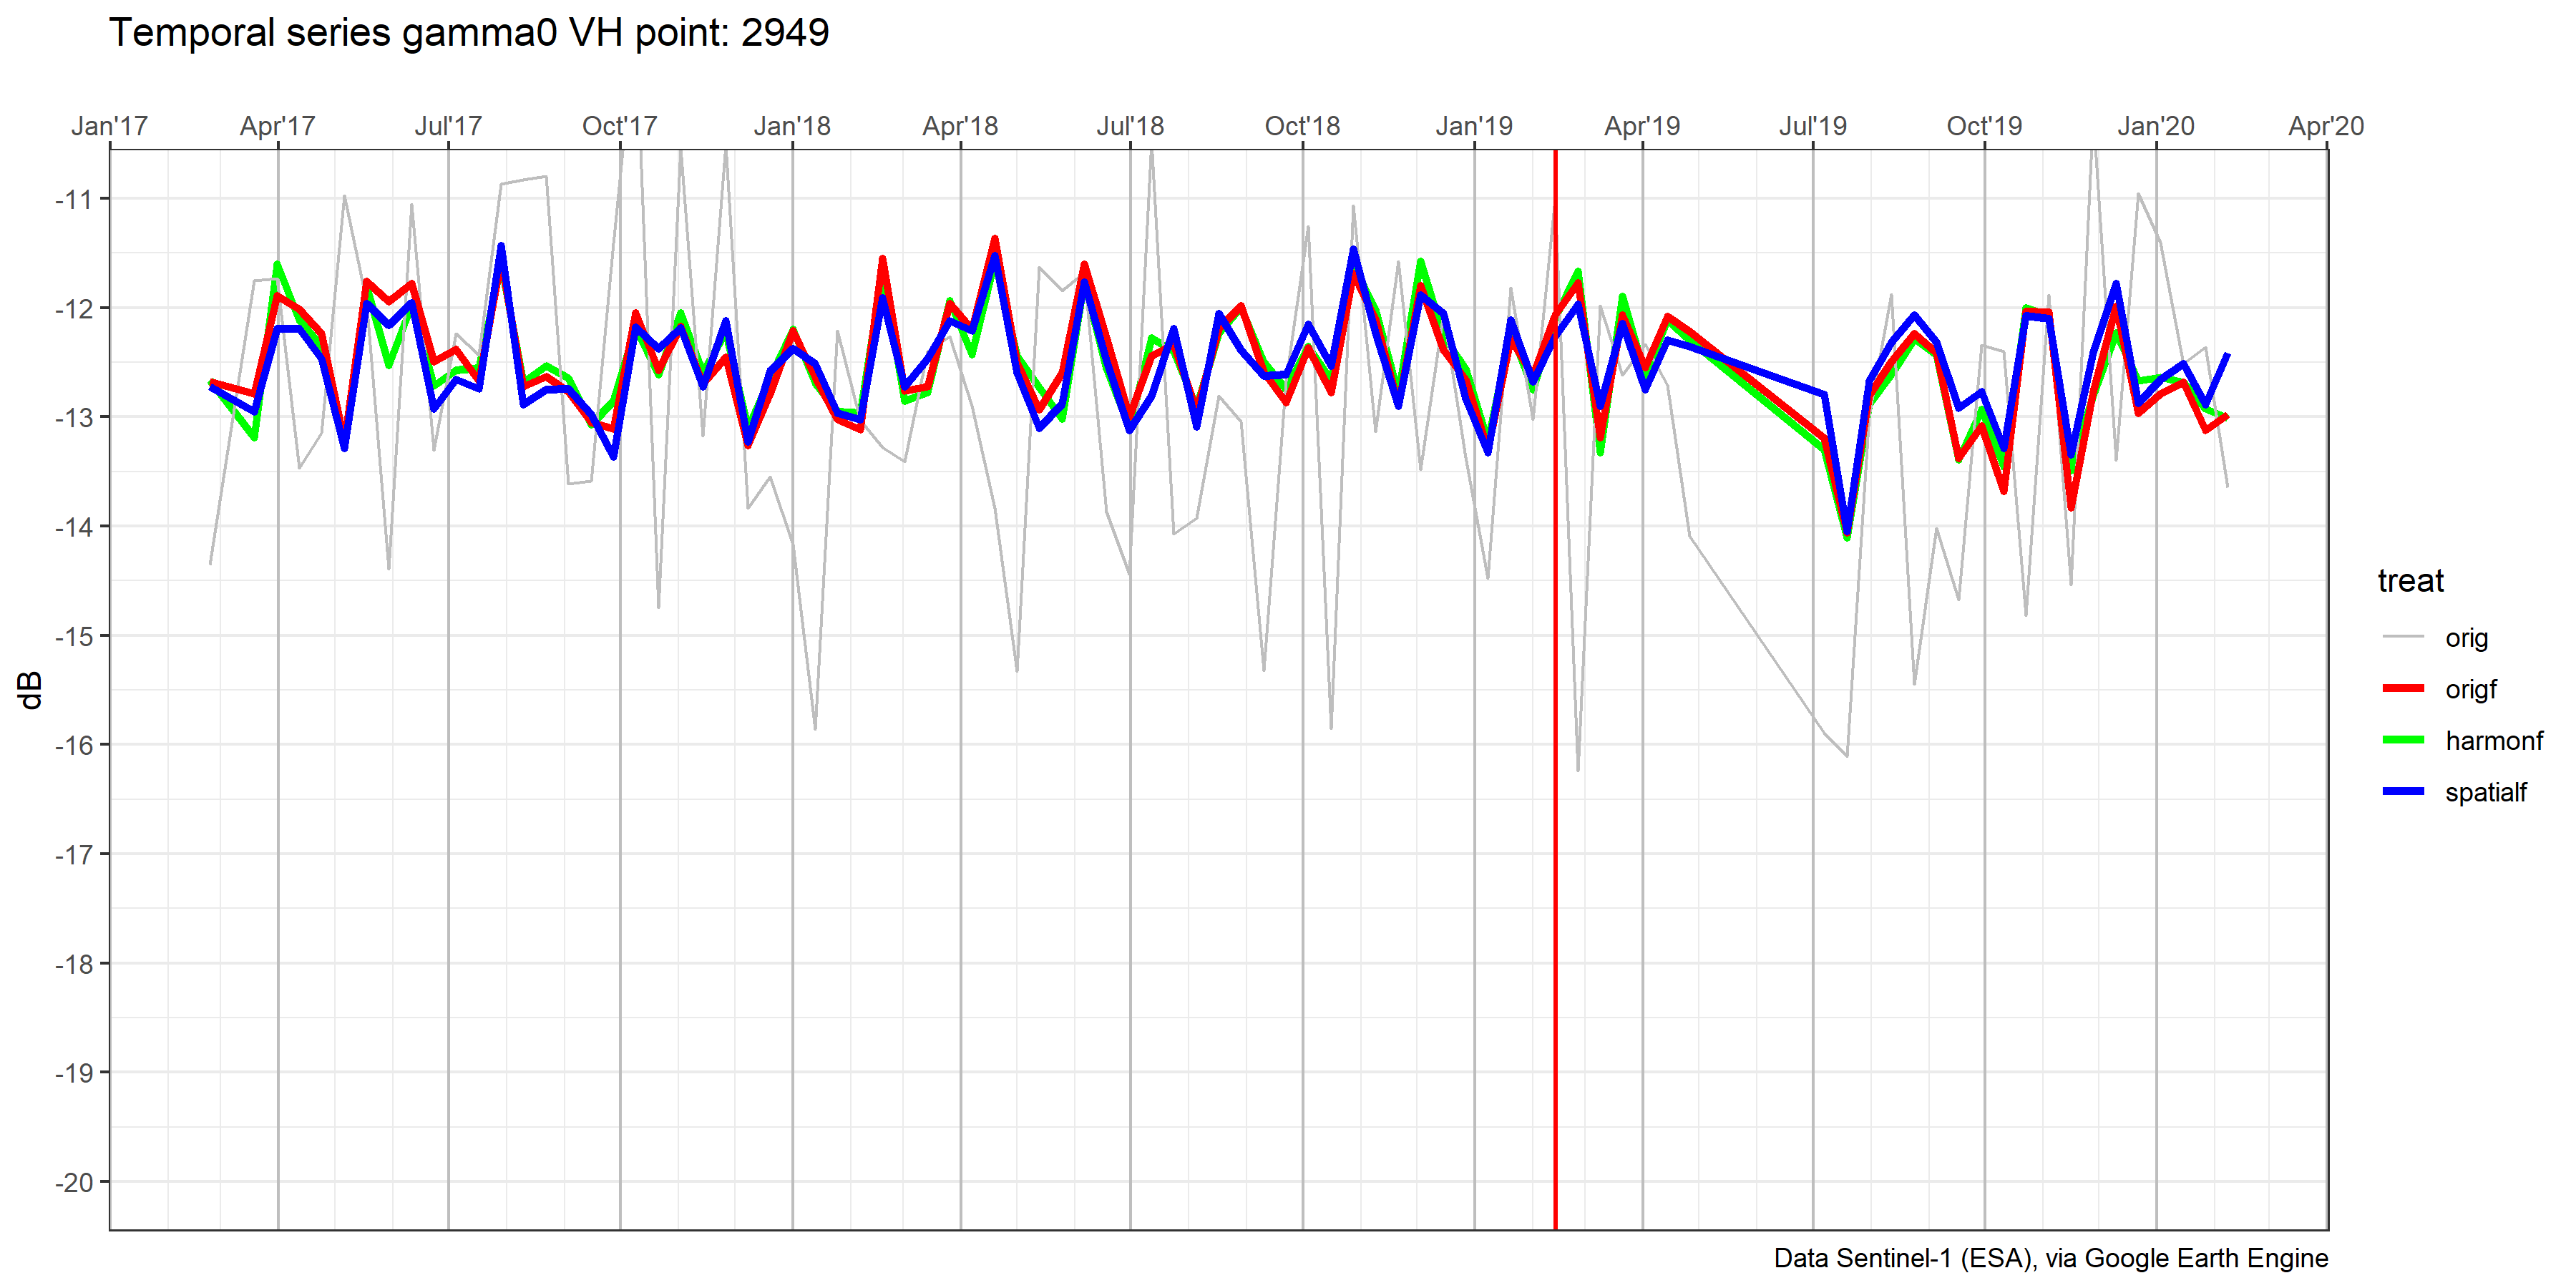 Temporal series gamma0 VH point: 2949
Jan'17 Apr'17 Jul'17 Oct'17 Jan'18 Apr'18 Jul'18 Oct'18 Jan'19 Apr'19 Jul'19 Oct'19 Jan'20 Apr'20
-11
-12
-13
-14
-15
-16
-17
-18
-19
-20
dB
treat
orig
origf
harmonf
spatialf
Data Sentinel-1 (ESA), via Google Earth Engine